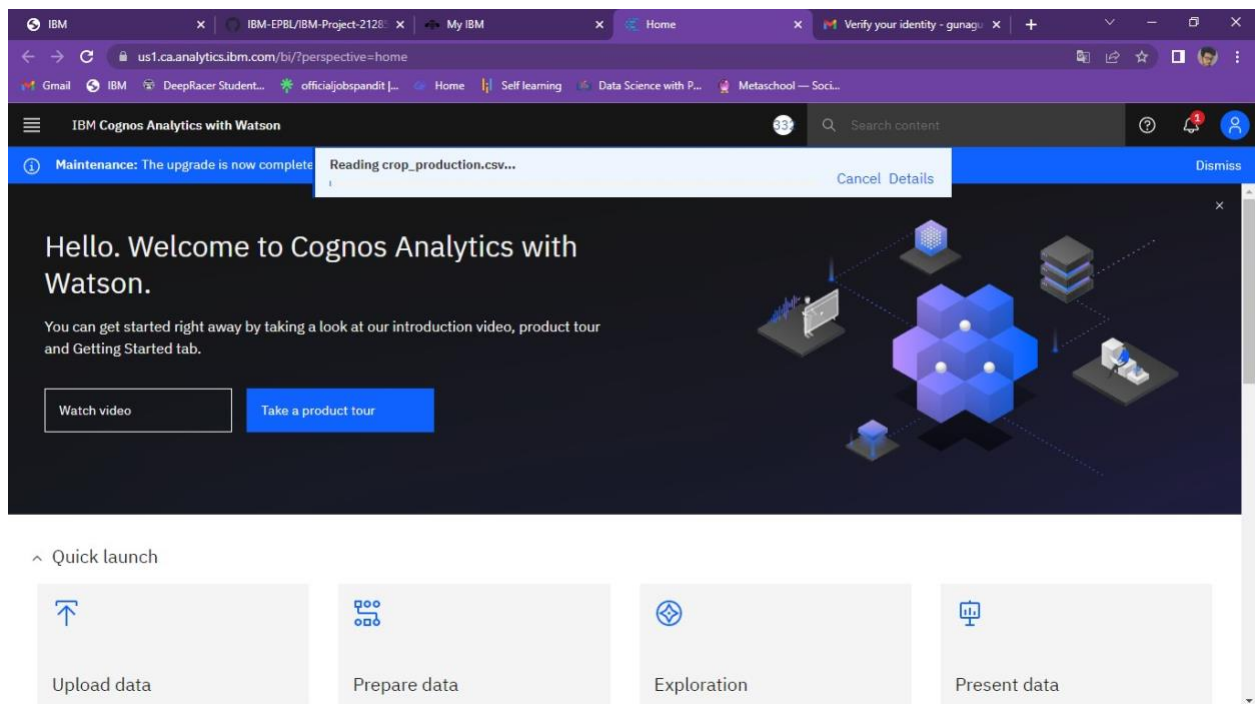 IBM
IBM-EPBL/IBM-Project-2128
My IBM
Home
Verify your identity - gunagu
us1.ca.analytics.ibm.com/bi/?perspective=home
Gmail
IBM
DeepRacer Student...
officialjobspandit |...
Home
Self learning
Data Science with P...
Metaschool — Soci...
IBM Cognos Analytics with Watson
Search content
1
Maintenance: The upgrade is now complete
Reading crop_production.csv...
Cancel Details
Dismiss
Hello. Welcome to Cognos Analytics with
Watson.
You can get started right away by taking a look at our introduction video, product tour
and Getting Started tab.
Watch video
Take a product tour
Quick launch
Upload data
Prepare data
Exploration
Present data